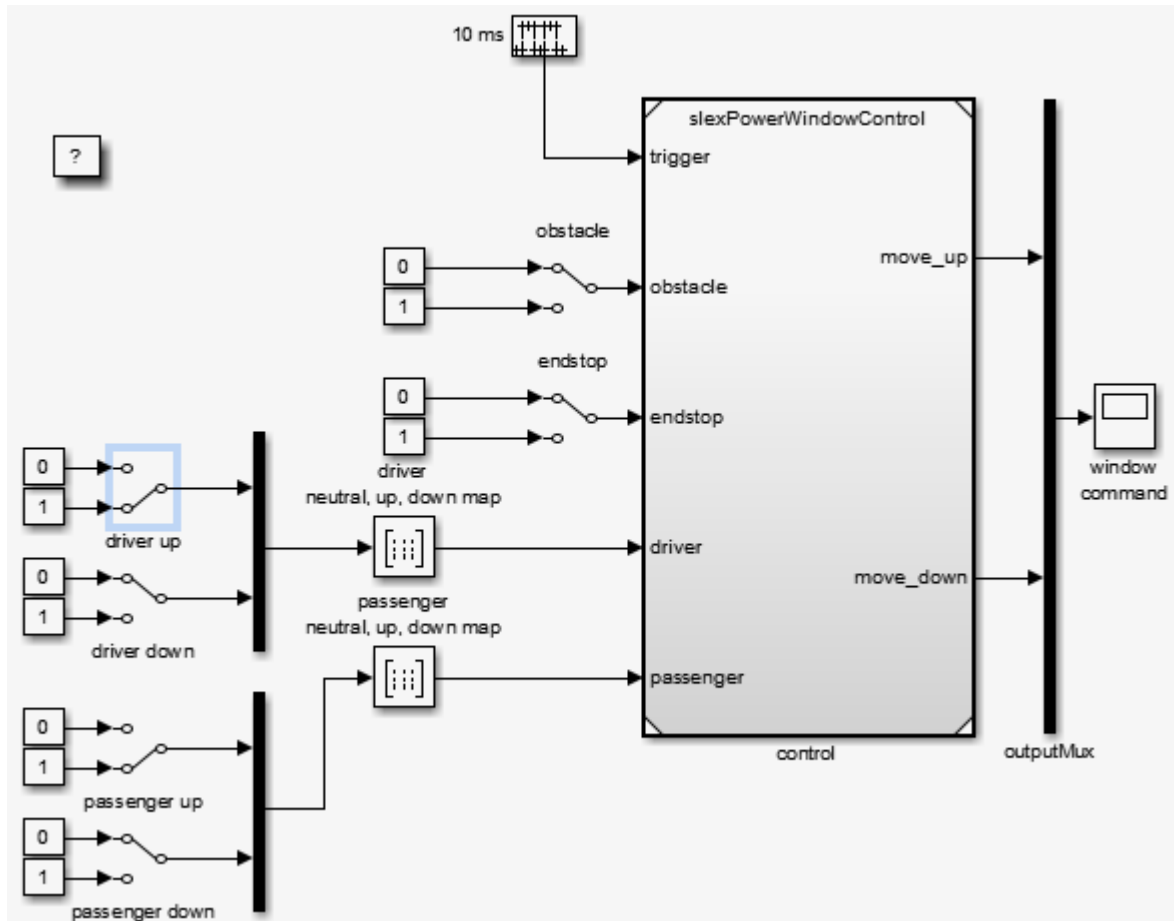 10 ms
slexPowerWindowControl
trigger
?
obstacle
0
1
obstacle
move_up
endstop
0
1
endstop
driver
neutral, up, down map
window
command
0
1
driver up
driver
move_down
0
1
driver down
passenger
neutral, up, down map
passenger
0
1
passenger up
control
outputMux
0
1
passenger down